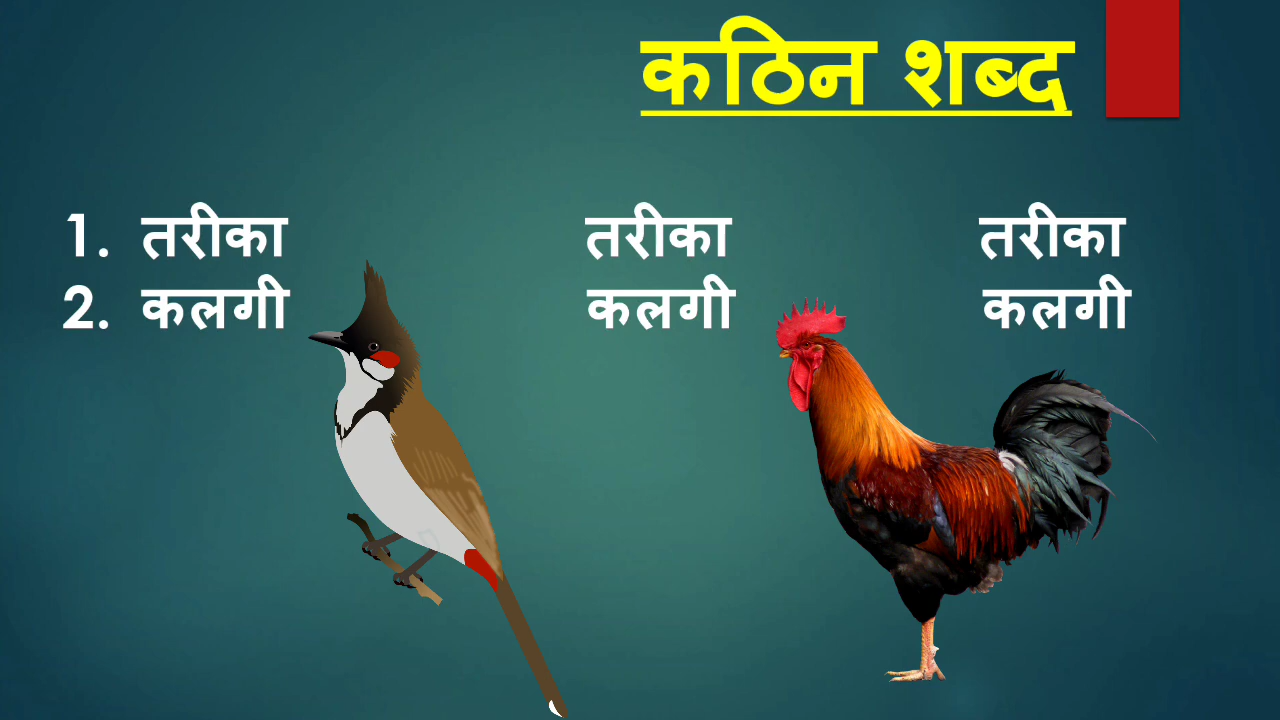 कठिन शब्द
1. तरीका तरीका तरीका
2. कलगी कलगी कलगी